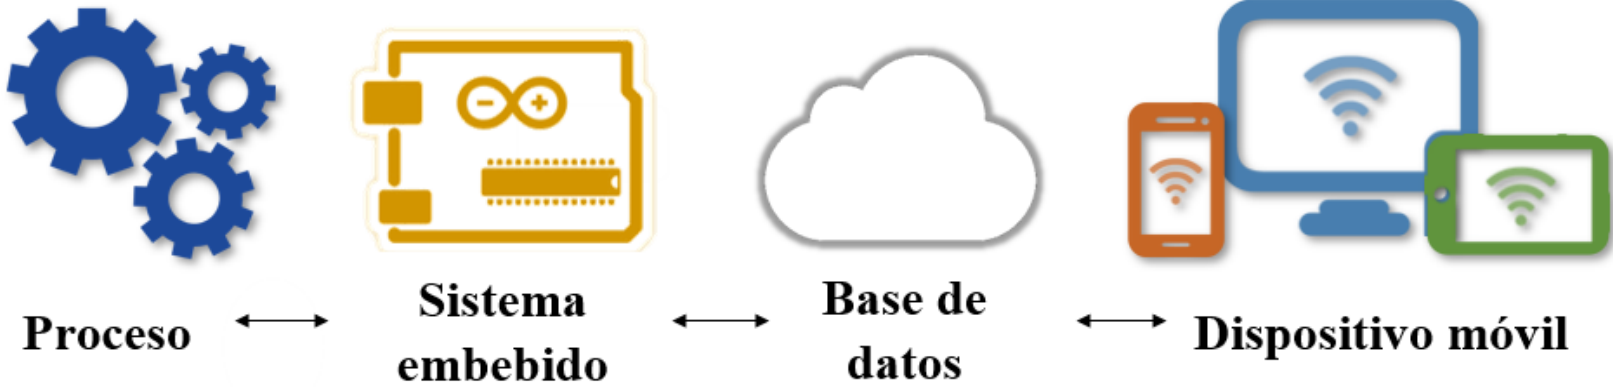 Proceso
Sistema
embebido
Base de
datos
Dispositivo móvil